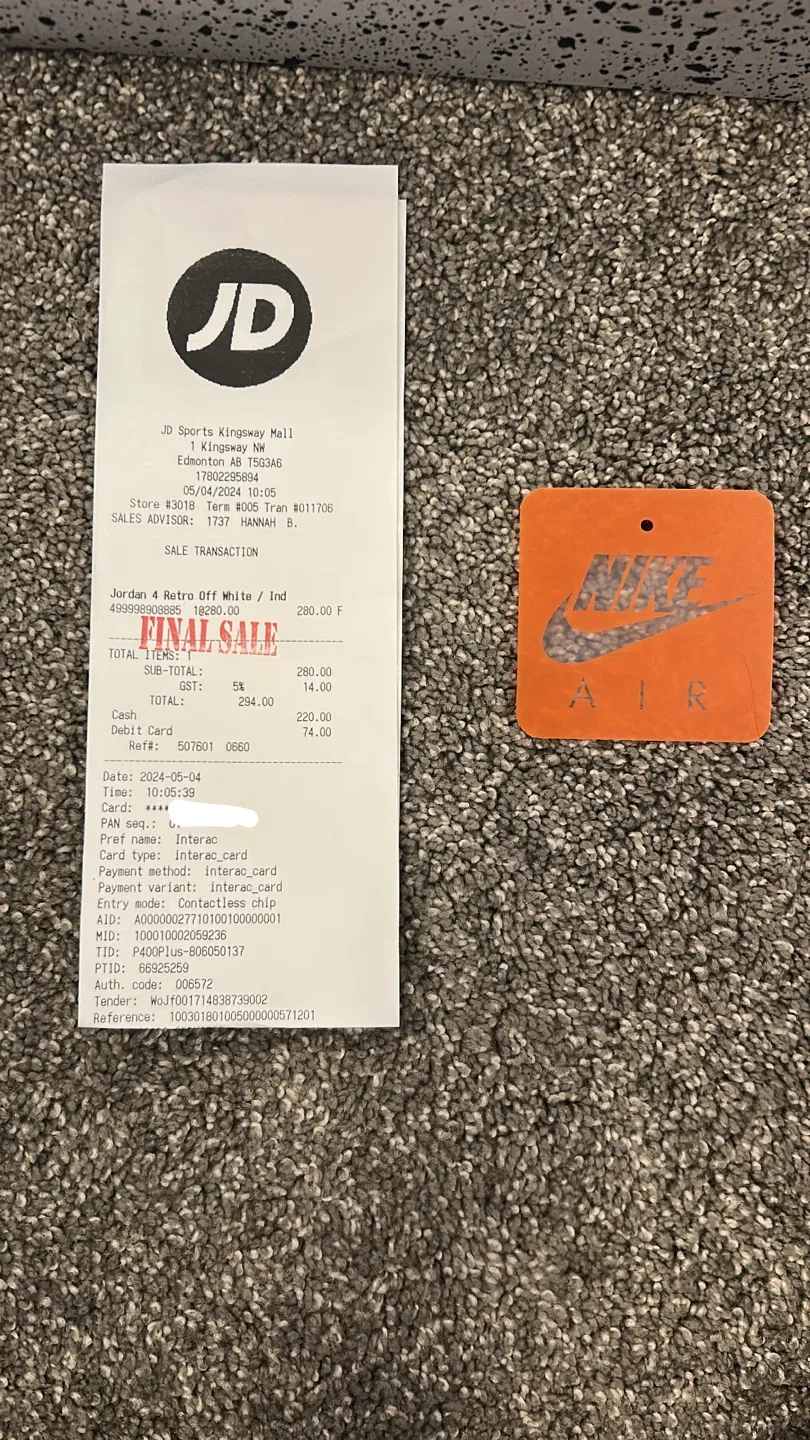 JD
JD Sports Kingsway Mall
1 Kingsway NW
Edmonton AB T5G3A6
17802295894
05/04/2024 10:05
Store #3018 Term #005 Tran #011706
SALES ADVISOR: 1737 HANNAH B.
SALE TRANSACTION
Jordan 4 Retro Off White / Ind
499998908885 1@280.00 280.00 F
FINAL SALE
TOTAL ITEMS: 1
SUB-TOTAL: 280.00
GST: 5% 14.00
TOTAL: 294.00
Cash 220.00
Debit Card 74.00
Ref#: 507601 0660
Date: 2024-05-04
Time: 10:05:39
Card: ****
PAN seq.:
Pref name: Interac
Card type: interac_card
Payment method: interac_card
Payment variant: interac_card
Entry mode: Contactless chip
AID: A00000027710100100000001
MID: 100010002059236
TID: P400Plus-806050137
PTID: 66925259
Auth. code: 006572
Tender: WoJf001714838739002
Reference: 100301801005000000571201
NIKE
AIR